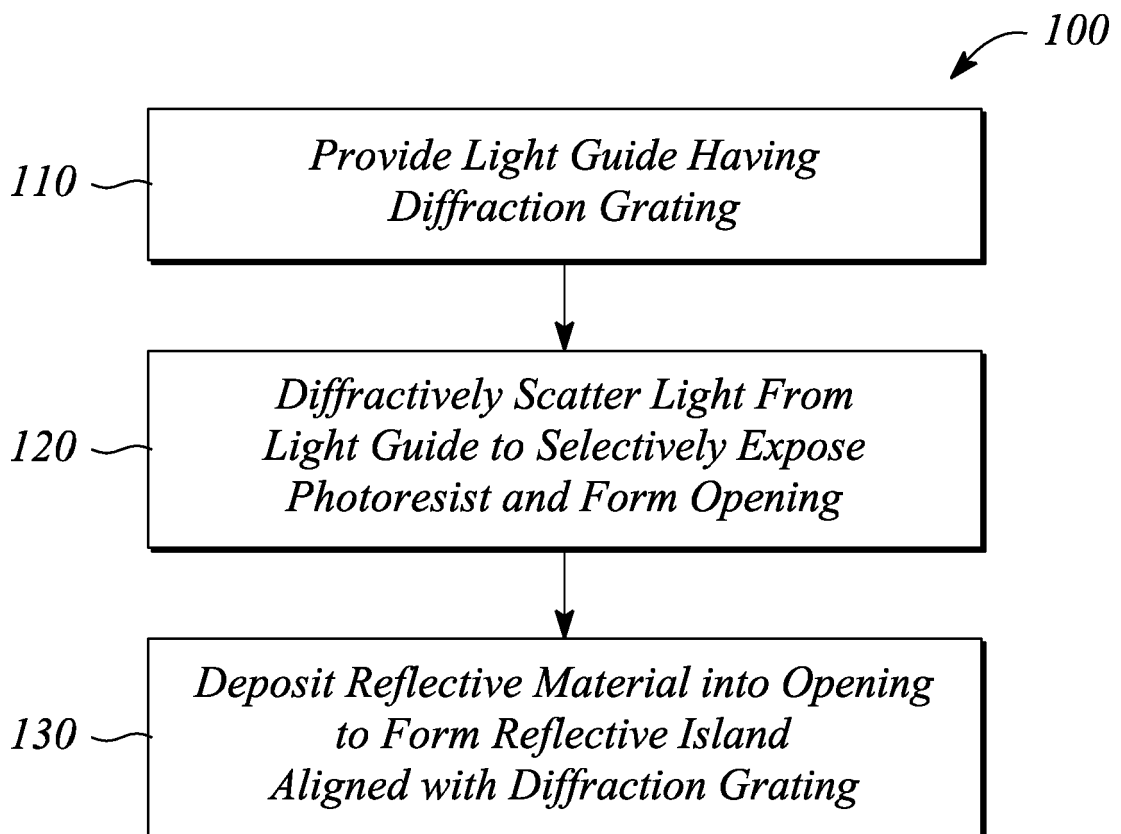 100
110
Provide Light Guide Having
Diffraction Grating
120
Diffractively Scatter Light From
Light Guide to Selectively Expose
Photoresist and Form Opening
130
Deposit Reflective Material into Opening
to Form Reflective Island
Aligned with Diffraction Grating